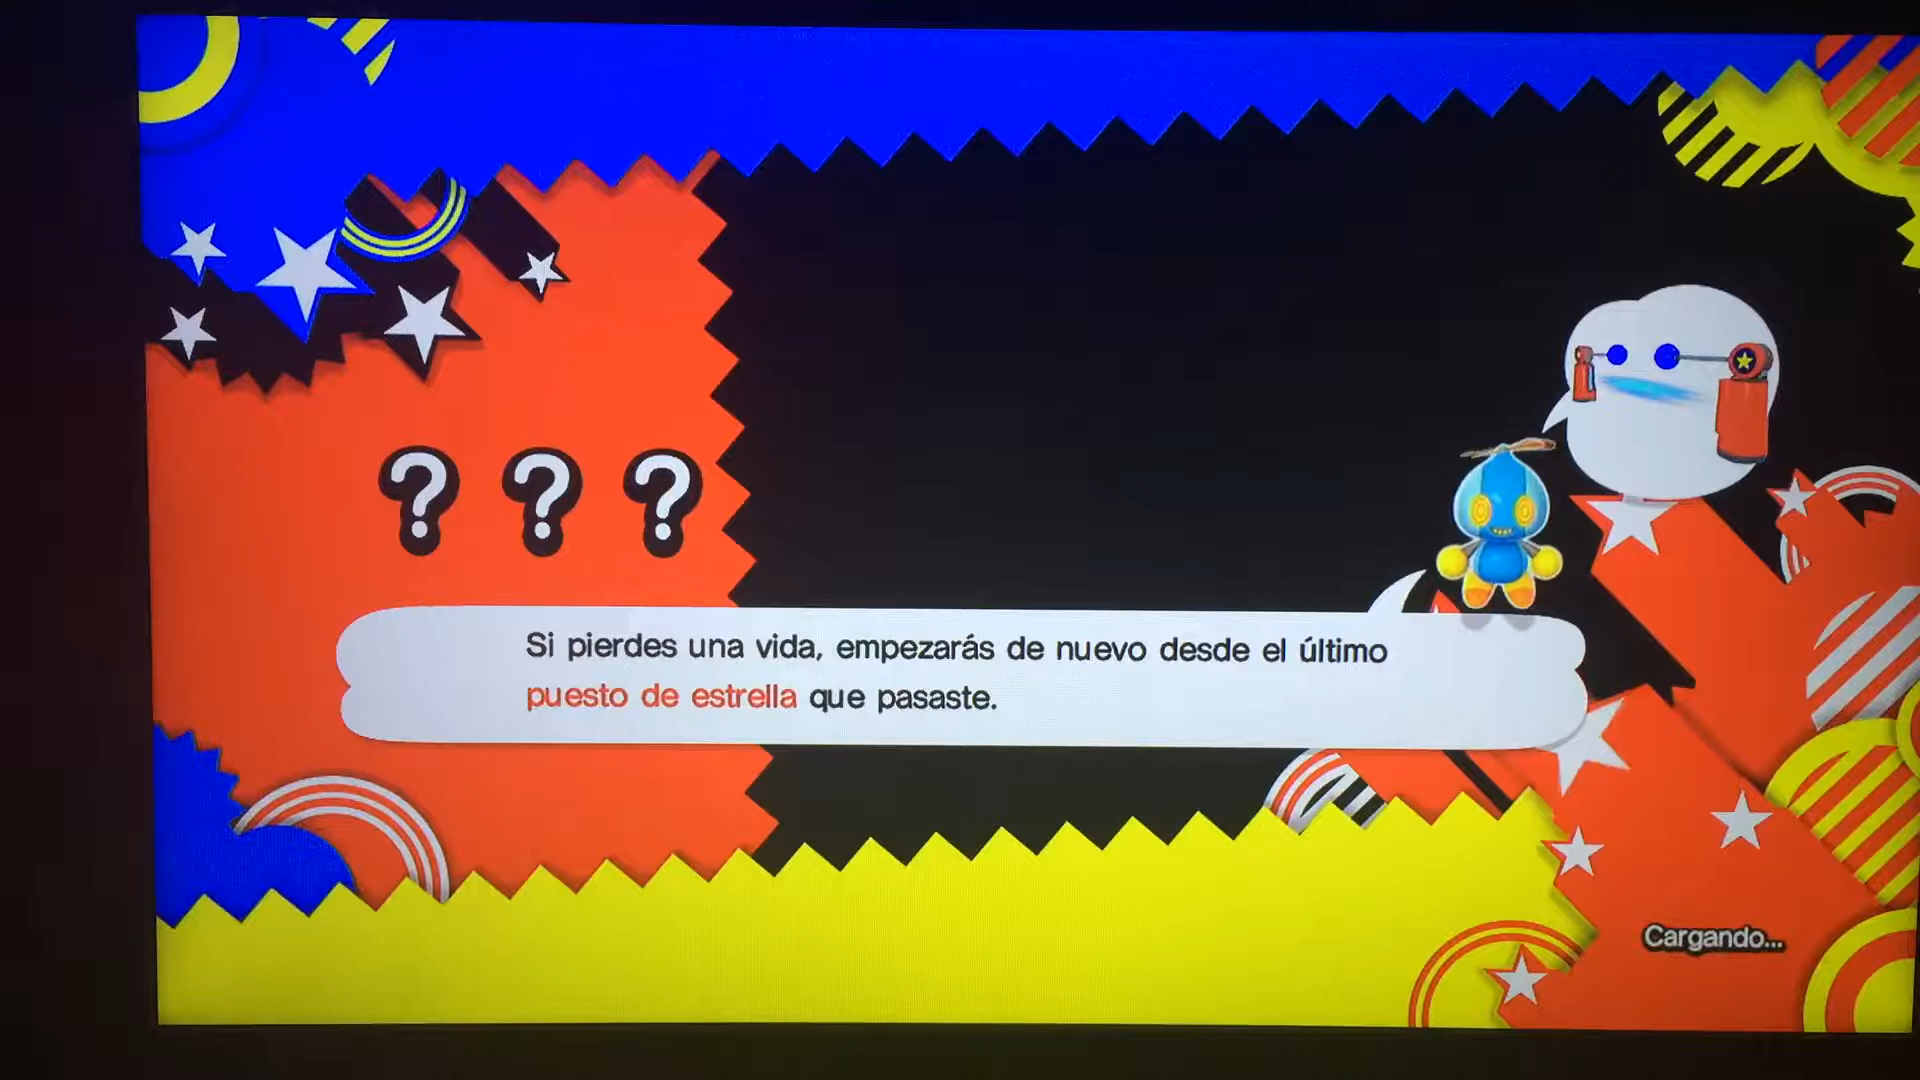 ? ? ?
Si pierdes una vida, empezarás de nuevo desde el último
puesto de estrella que pasaste.
Cargando...